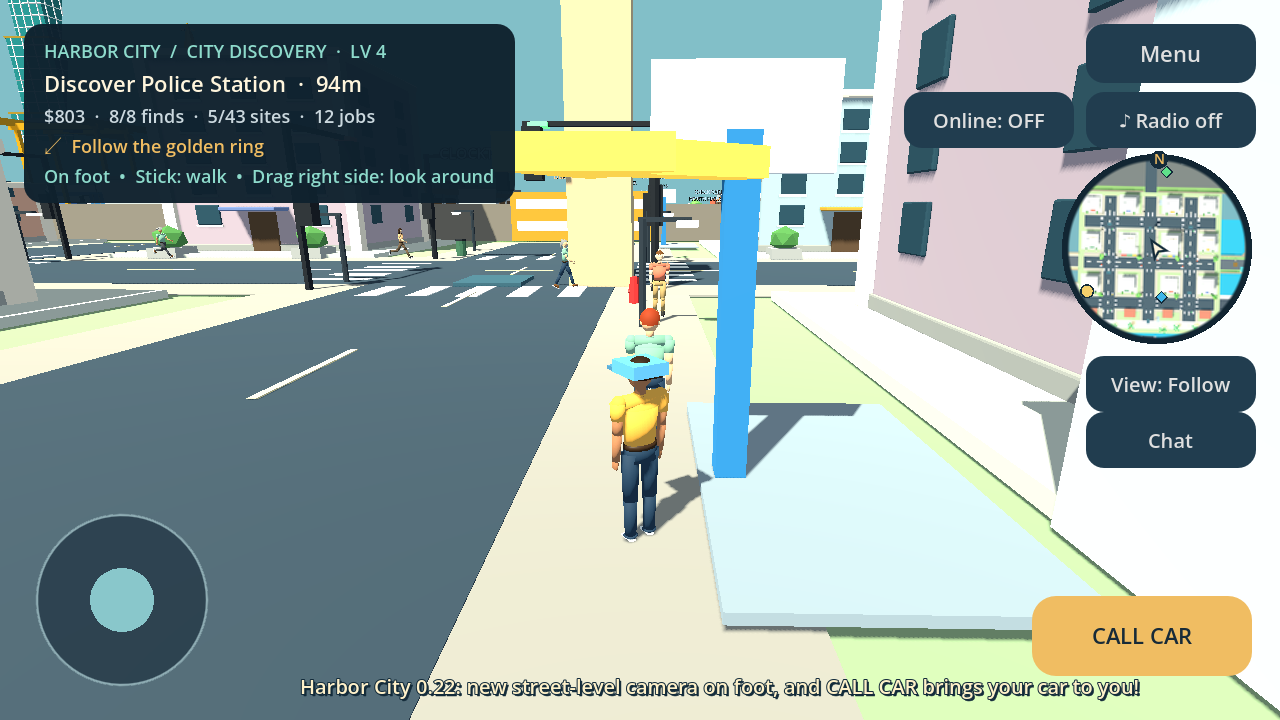 HARBOR CITY / CITY DISCOVERY · LV 4
Discover Police Station · 94m
$803 · 8/8 finds · 5/43 sites · 12 jobs
↙ Follow the golden ring
On foot • Stick: walk • Drag right side: look around
Menu
Online: OFF
♪ Radio off
N
View: Follow
Chat
CALL CAR
Harbor City 0.22: new street-level camera on foot, and CALL CAR brings your car to you!